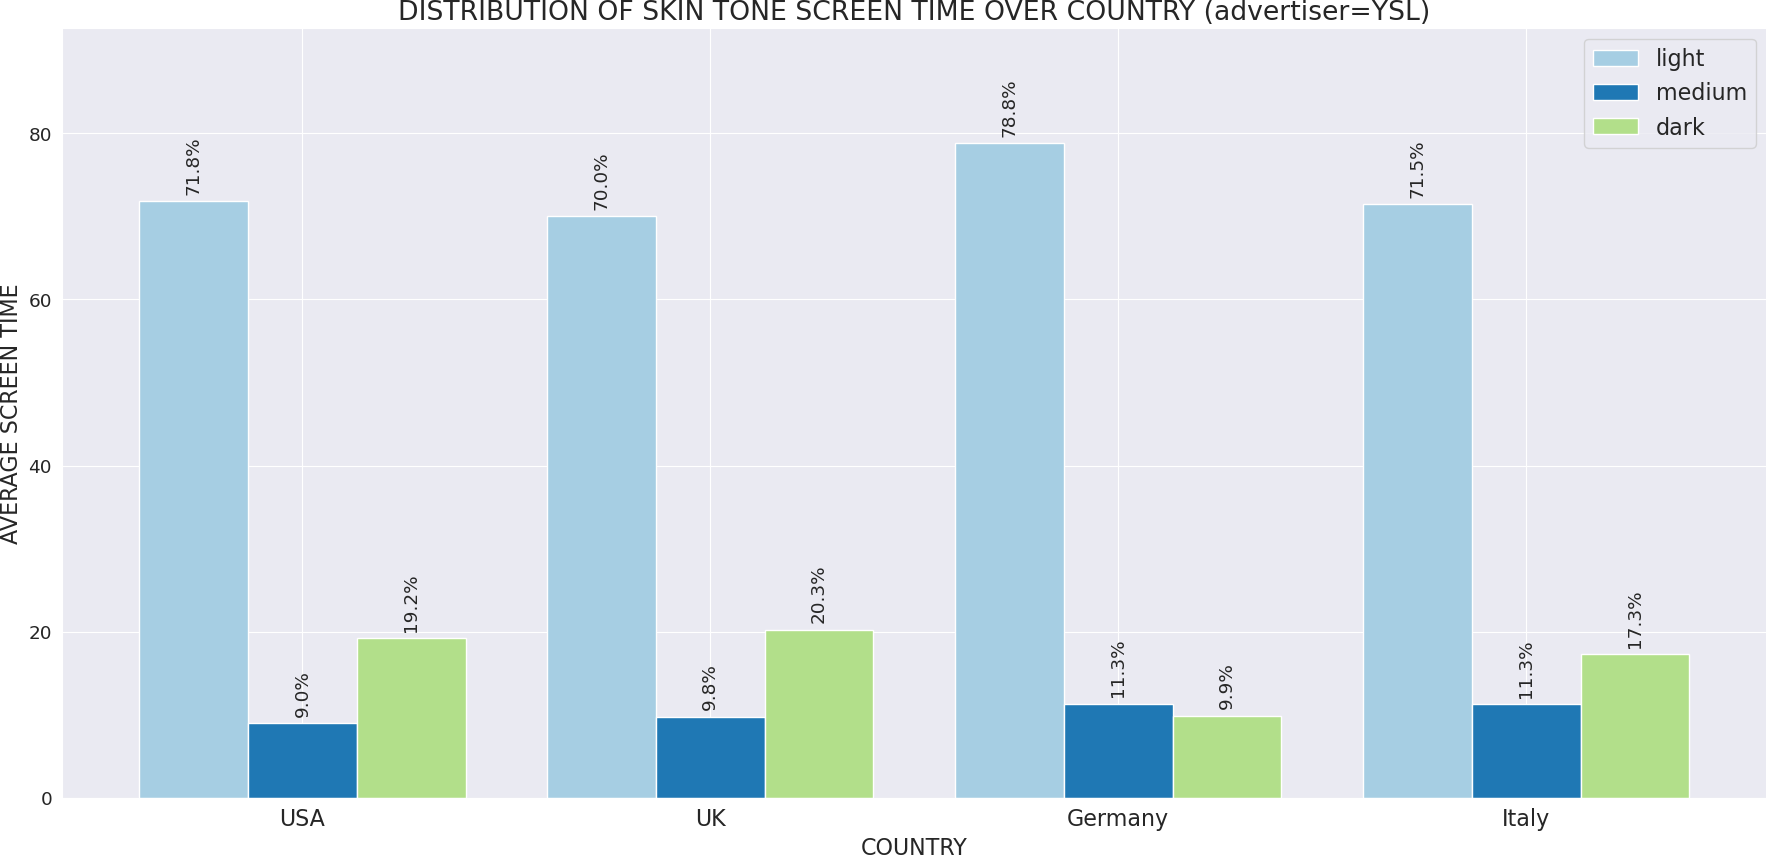 DISTRIBUTION OF SKIN TONE SCREEN TIME OVER COUNTRY (advertiser=YSL)
light
medium
dark
AVERAGE SCREEN TIME
80
60
40
20
0
71.8%
9.0%
19.2%
70.0%
9.8%
20.3%
78.8%
11.3%
9.9%
71.5%
11.3%
17.3%
USA
UK
Germany
Italy
COUNTRY